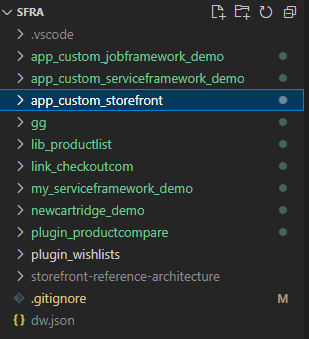 SFRA
.vscode
app_custom_jobframework_demo
app_custom_serviceframework_demo
app_custom_storefront
gg
lib_productlist
link_checkoutcom
my_serviceframework_demo
newcartridge_demo
plugin_productcompare
plugin_wishlists
storefront-reference-architecture
.gitignore M
{} dw.json